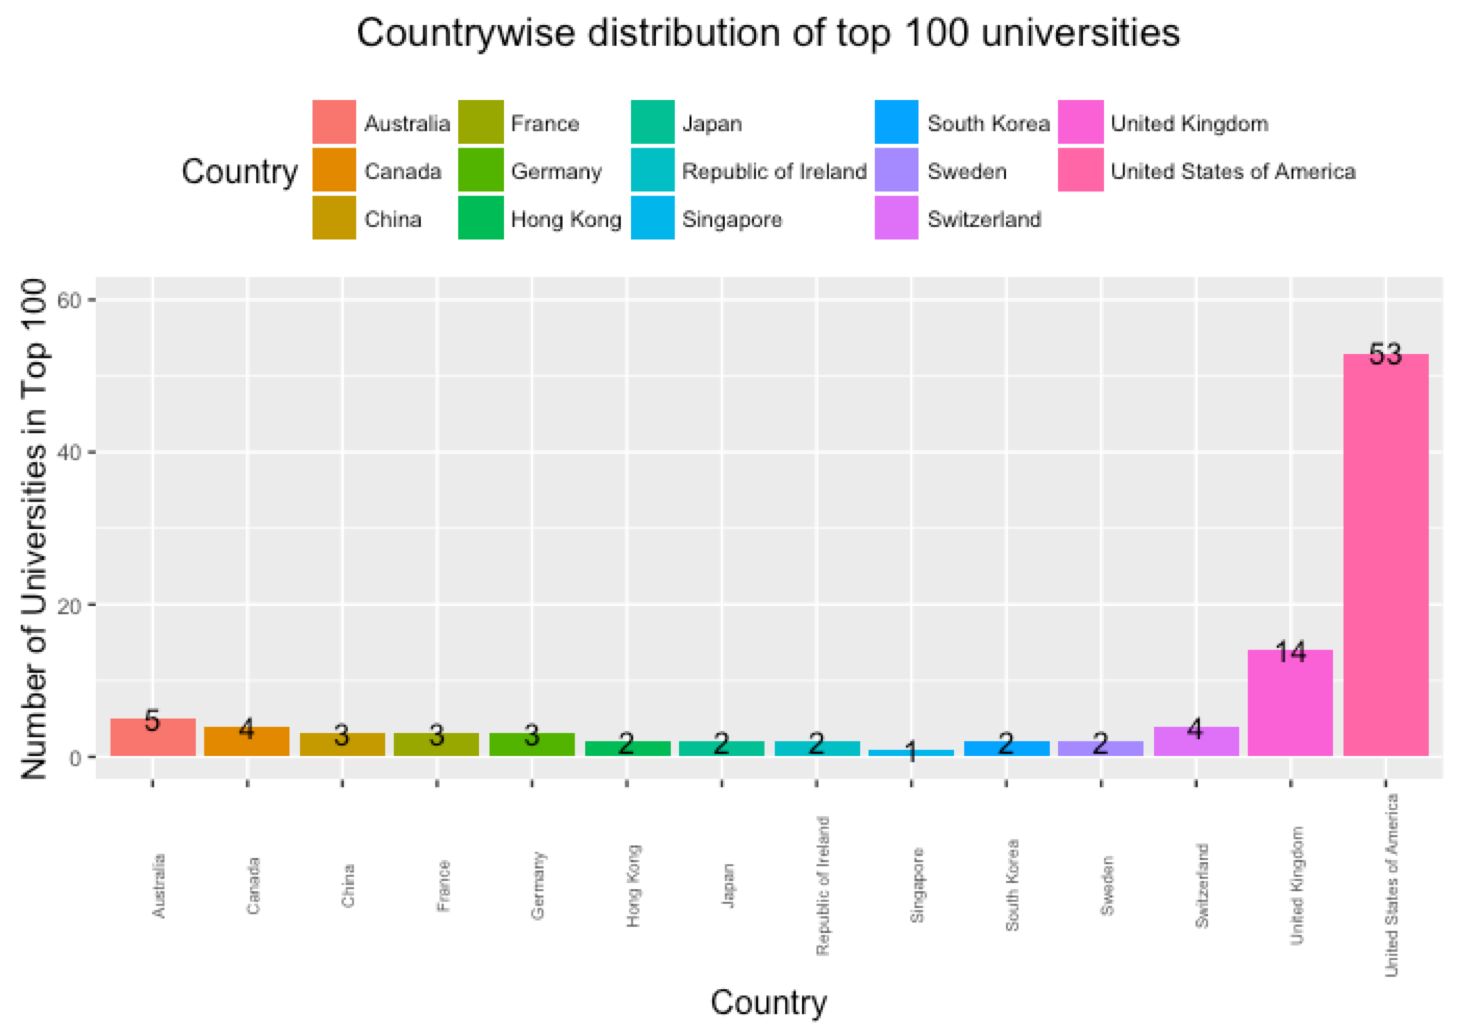 Countrywise distribution of top 100 universities
Country
Australia France Japan South Korea United Kingdom
Canada Germany Republic of Ireland Sweden United States of America
China Hong Kong Singapore Switzerland
Number of Universities in Top 100
60
40
20
0
5 4 3 3 3 2 2 2 1 2 2 4 14 53
Australia
Canada
China
France
Germany
Hong Kong
Japan
Republic of Ireland
Singapore
South Korea
Sweden
Switzerland
United Kingdom
United States of America
Country